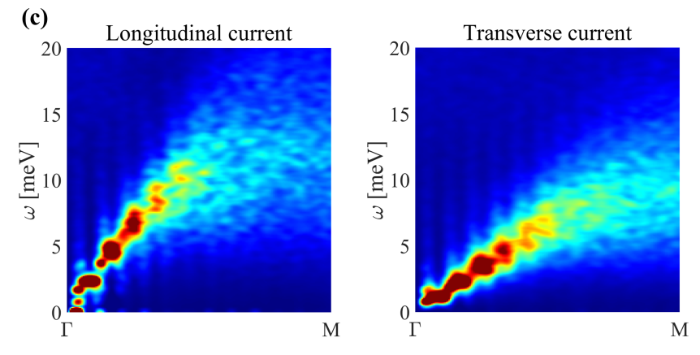 (c)
Longitudinal current
Transverse current
20
15
10
5
0
ω [meV]
Γ
M
20
15
10
5
0
ω [meV]
Γ
M